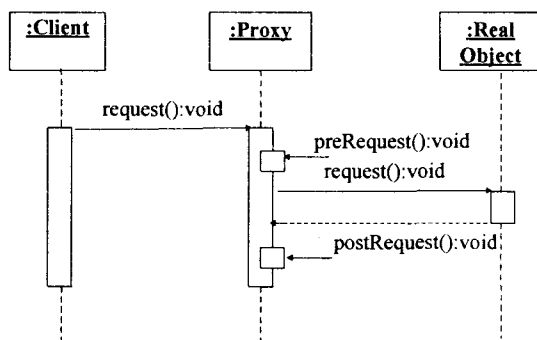 :Client
:Proxy
:Real
Object
request():void
preRequest():void
request():void
postRequest():void